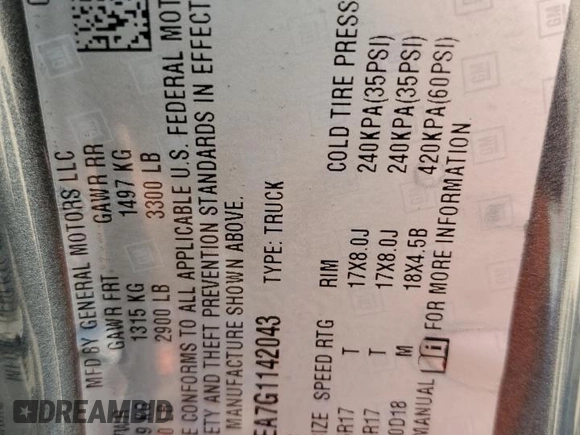 MFD BY GENERAL MOTORS LLC
GAWR FRT GAWR RR
1315 KG 1497 KG
2900 LB 3300 LB
CONFORMS TO ALL APPLICABLE U.S. FEDERAL
AND THEFT PREVENTION STANDARDS IN EFFECT
MANUFACTURE SHOWN ABOVE.
EA7G1142043 TYPE: TRUCK
SPEED RTG RIM COLD TIRE
R17 T 17X8.0J 240KPA(35PSI)
R17 T 17X8.0J 240KPA(35PSI)
0D18 M 18X4.5B 420KPA(60PSI)
MANUAL FOR MORE INFORMATION
GM
DREAMBID